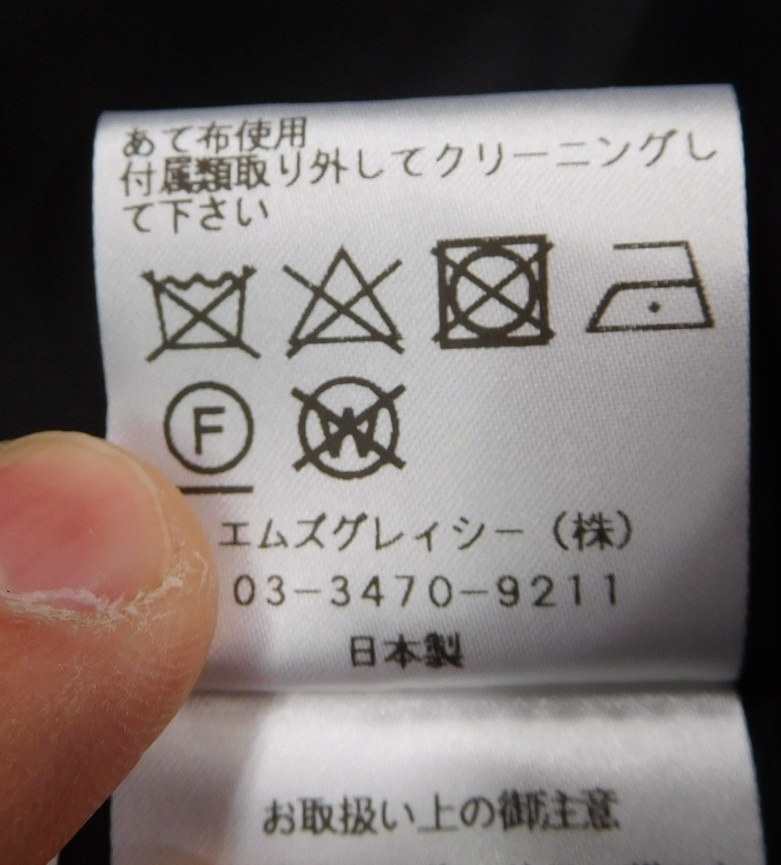 あて布使用
付属類取り外してクリーニングし
て下さい
F W
エムズグレィシー（株）
03-3470-9211
日本製
お取扱い上の御注意